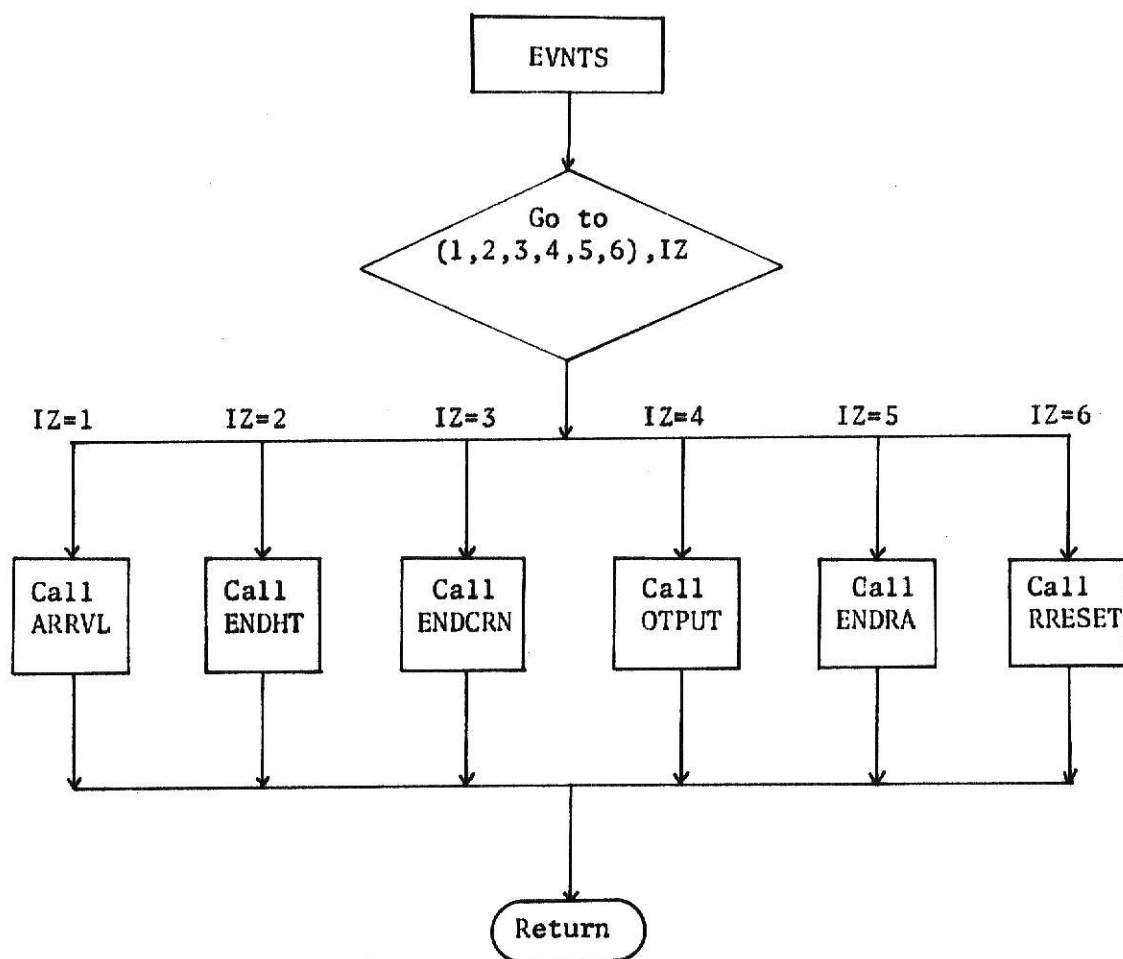 EVNTS
Go to
(1,2,3,4,5,6),IZ
IZ=1
IZ=2
IZ=3
IZ=4
IZ=5
IZ=6
Call
ARRVL
Call
ENDHT
Call
ENDCRN
Call
OTPUT
Call
ENDRA
Call
RRESET
Return